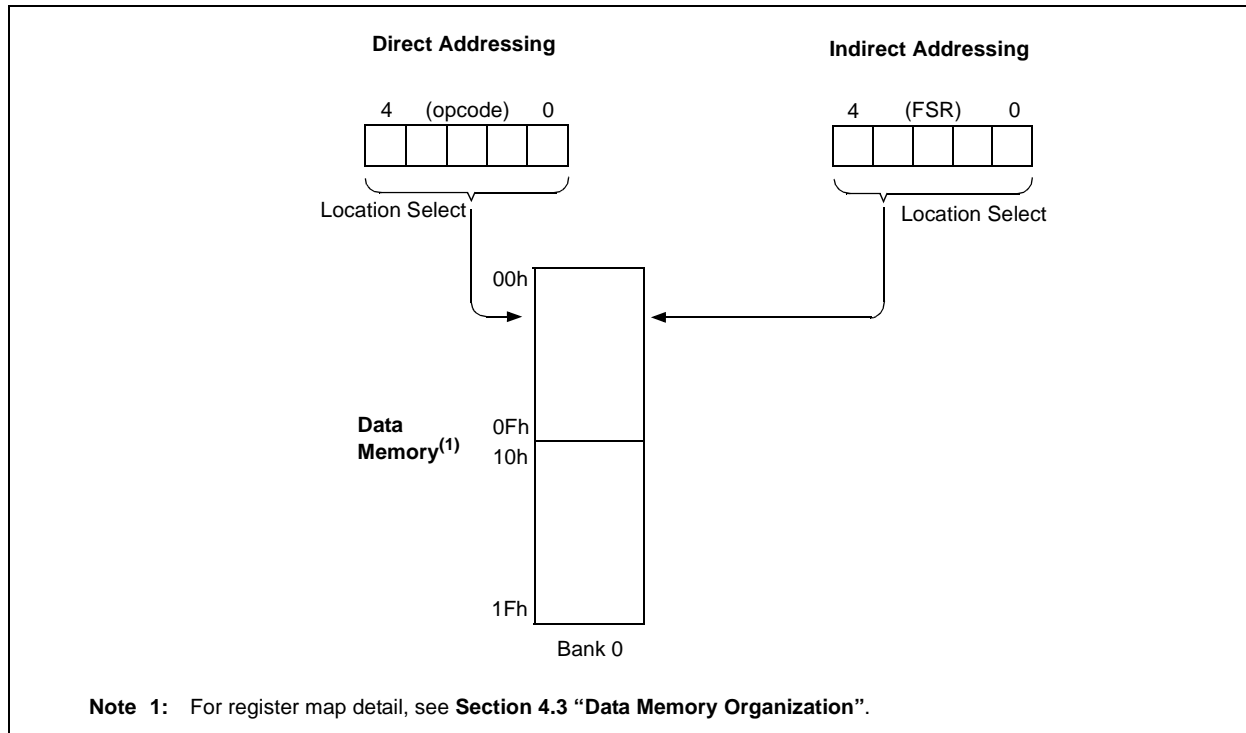 Direct Addressing
Indirect Addressing
4 (opcode) 0
4 (FSR) 0
Location Select
Location Select
00h
Data
Memory(1)
0Fh
10h
1Fh
Bank 0
Note 1: For register map detail, see Section 4.3 “Data Memory Organization”.